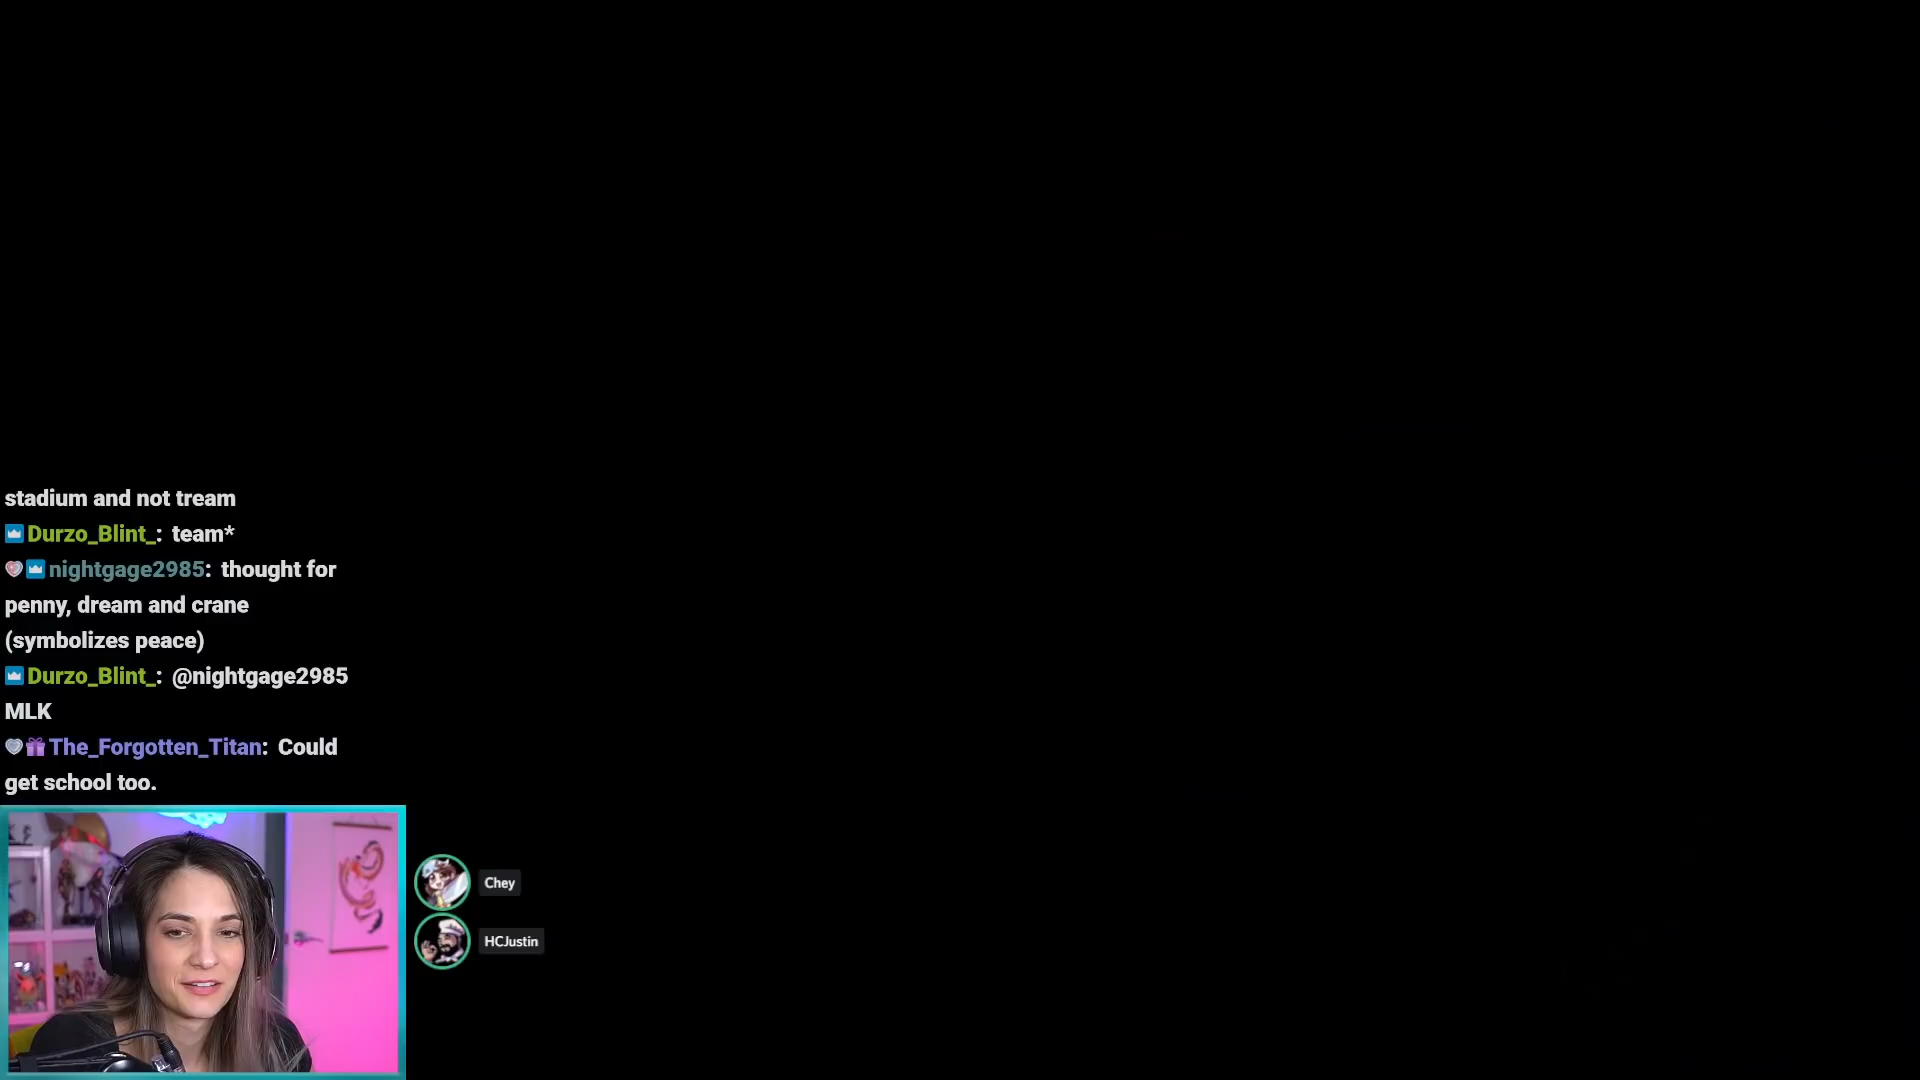 stadium and not tream
Durzo_Blint_: team*
nightgage2985: thought for
penny, dream and crane
(symbolizes peace)
Durzo_Blint_: @nightgage2985
MLK
The_Forgotten_Titan: Could
get school too.
Chey
HCJustin